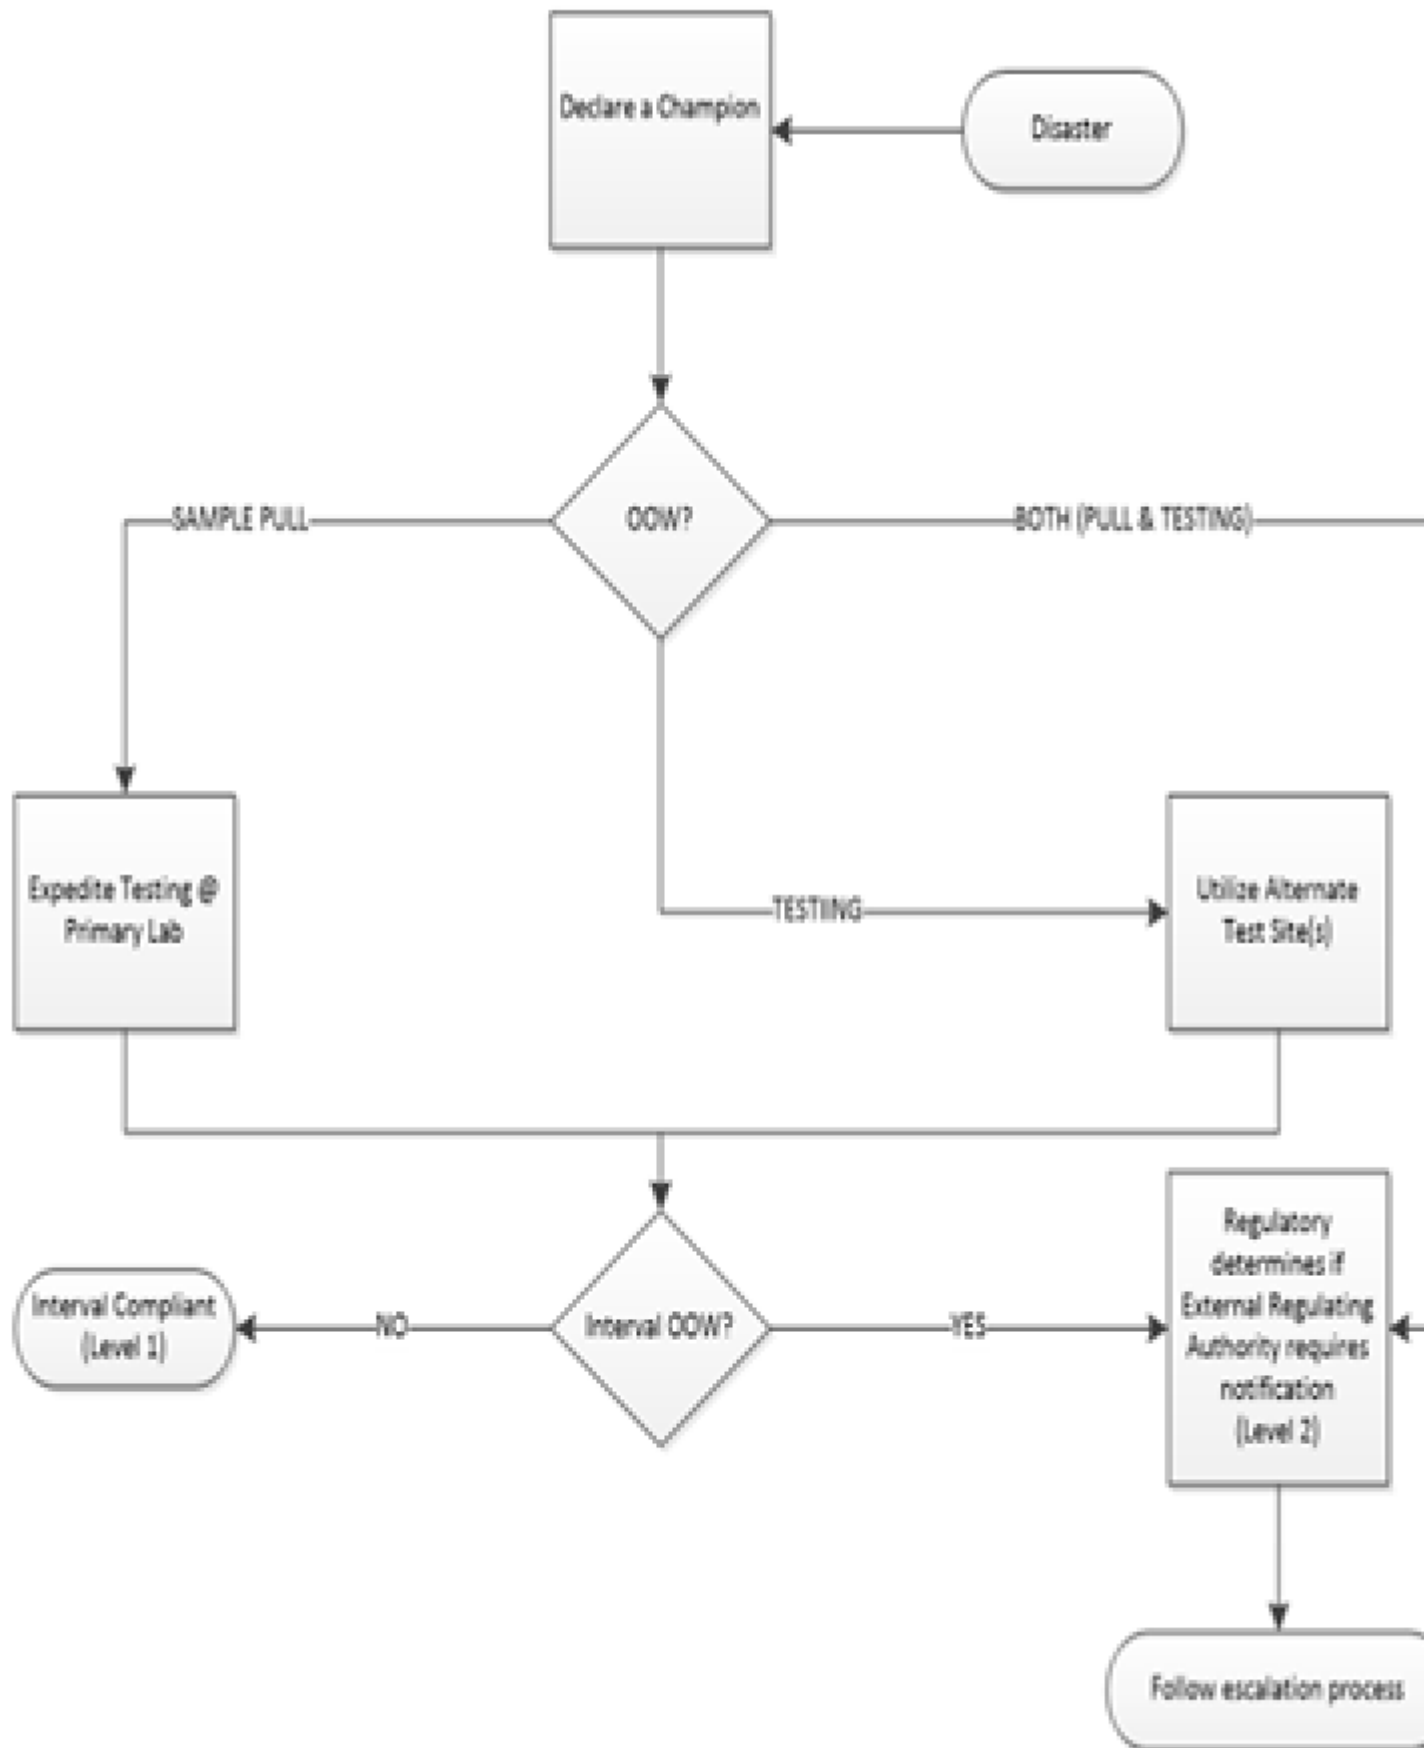 Declare a Champion
Disaster
SAMPLE PULL
OOW?
BOTH (PULL & TESTING)
Expedite Testing @
Primary Lab
TESTIING
Utilize Alternate
Test Site(s)
Interval Compliant
(Level 1)
NO
Interval OOW?
YES
Regulatory
determines if
External Regulating
Authority requires
notification
(Level 2)
Follow escalation process